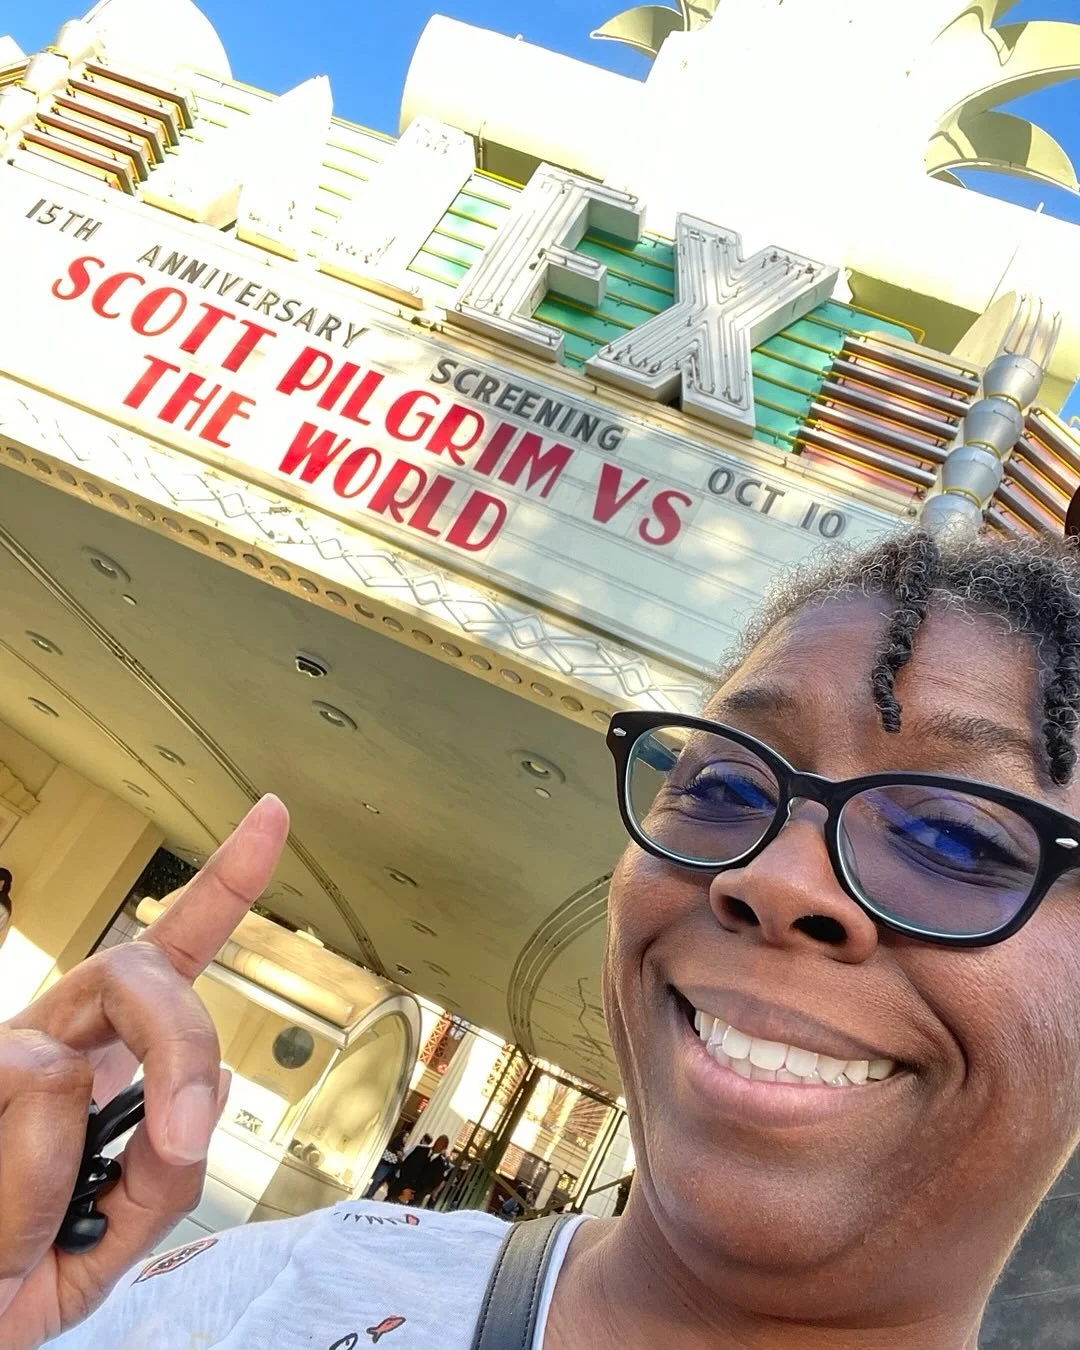 EX
15TH ANNIVERSARY SCREENING OCT 10
SCOTT PILGRIM VS
THE WORLD